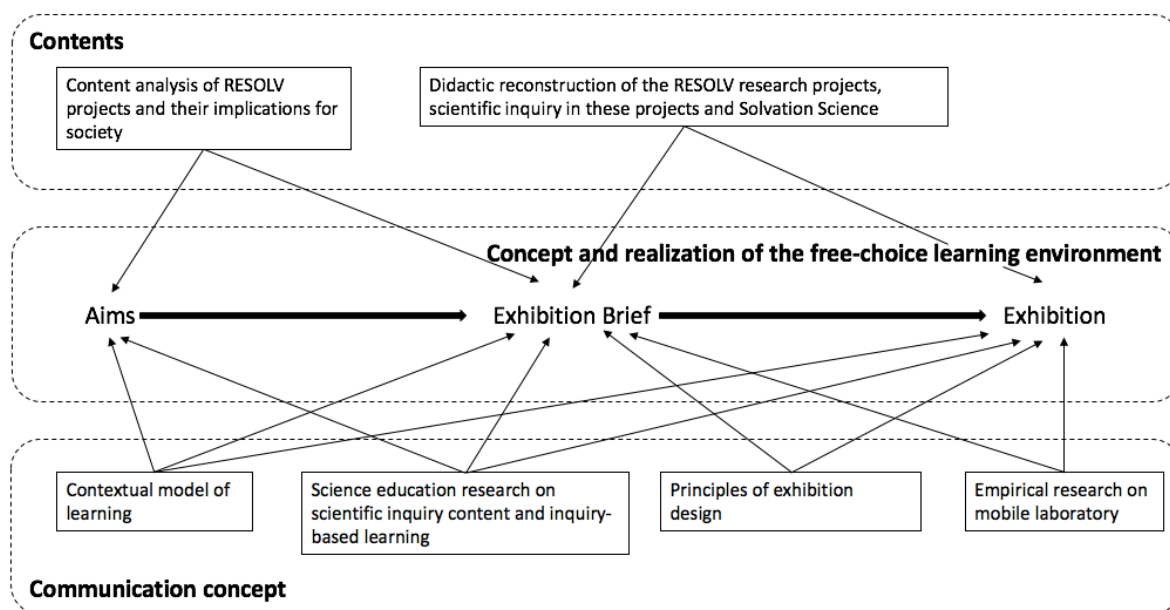 Contents
Content analysis of RESOLV
projects and their implications for
society
Didactic reconstruction of the RESOLV research projects,
scientific inquiry in these projects and Solvation Science
Concept and realization of the free-choice learning environment
Aims
Exhibition Brief
Exhibition
Contextual model of
learning
Science education research on
scientific inquiry content and inquiry-
based learning
Principles of exhibition
design
Empirical research on
mobile laboratory
Communication concept